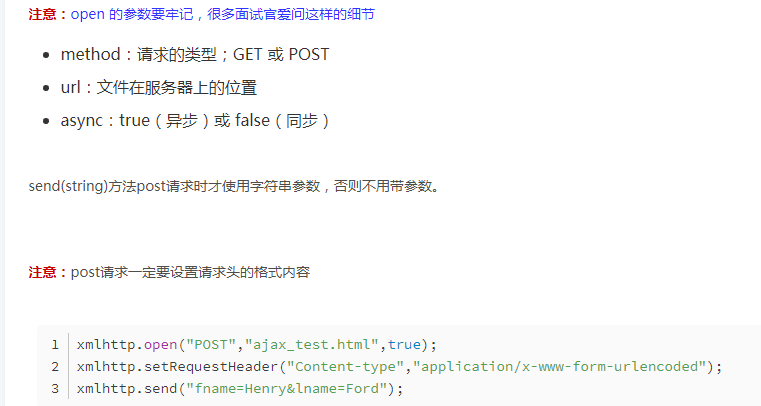 注意：open 的参数要牢记，很多面试官爱问这样的细节
• method：请求的类型；GET 或 POST
• url：文件在服务器上的位置
• async：true（异步）或 false（同步）
send(string)方法post请求时才使用字符串参数，否则不用带参数。
注意：post请求一定要设置请求头的格式内容
1 xmlhttp.open("POST","ajax_test.html",true);
2 xmlhttp.setRequestHeader("Content-type","application/x-www-form-urlencoded");
3 xmlhttp.send("fname=Henry&lname=Ford");